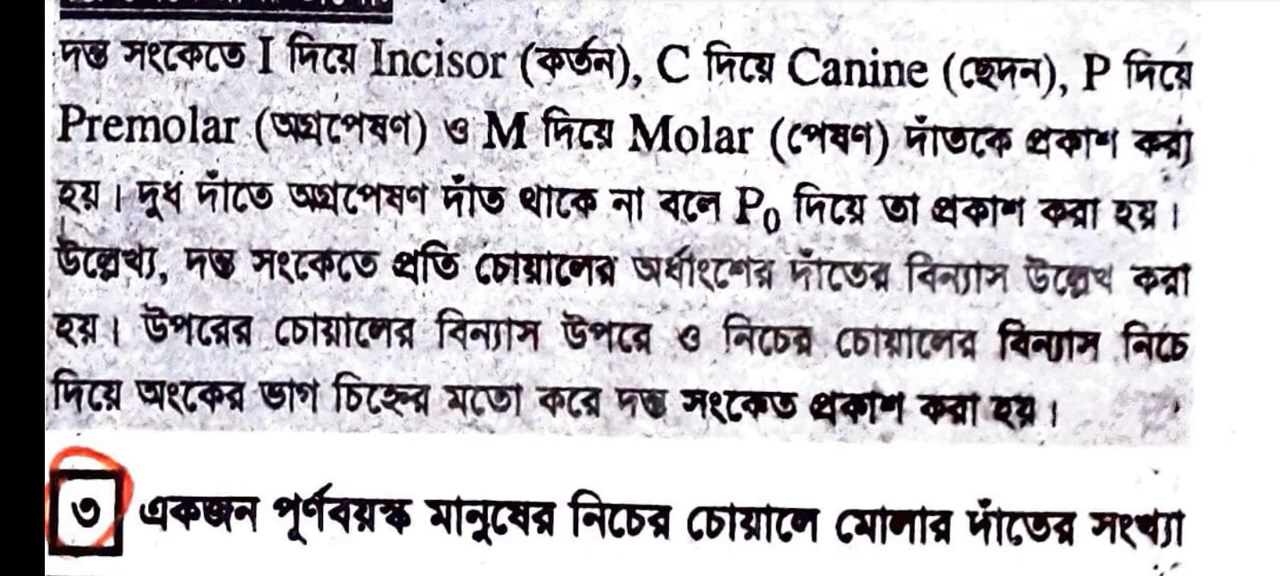 দন্ত সংকেতে I দিয়ে Incisor (কর্তন), C দিয়ে Canine (ছেদন), P দিয়ে
Premolar (অগ্রপেষণ) ও M দিয়ে Molar (পেষণ) দাঁতকে প্রকাশ করা
হয়। দুধ দাঁতে অগ্রপেষণ দাঁত থাকে না বলে P₀ দিয়ে তা প্রকাশ করা হয়।
উল্লেখ্য, দন্ত সংকেতে প্রতি চোয়ালের অর্ধাংশের দাঁতের বিন্যাস উল্লেখ করা
হয়। উপরের চোয়ালের বিন্যাস উপরে ও নিচের চোয়ালের বিন্যাস নিচে
দিয়ে অংকের ভাগ চিহ্নের মতো করে দন্ত সংকেত প্রকাশ করা হয়।
৩ একজন পূর্ণবয়স্ক মানুষের নিচের চোয়ালে মোলার দাঁতের সংখ্যা